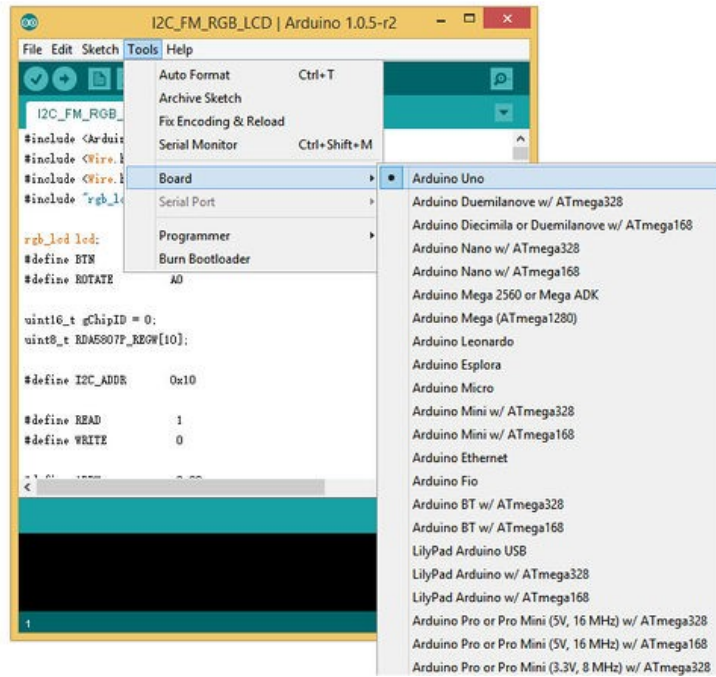 I2C_FM_RGB_LCD | Arduino 1.0.5-r2
File Edit Sketch Tools Help
Auto Format Ctrl+T
Archive Sketch
Fix Encoding & Reload
Serial Monitor Ctrl+Shift+M
Board
Serial Port
Programmer
Burn Bootloader
I2C_FM_RGB_
#include <Arduin
#include <Wire.h
#include <Wire.h
#include "rgb_lc
rgb_lcd lcd;
#define BTN
#define ROTATE A0
uint16_t gChipID = 0;
uint8_t RDA5807P_REGW[10];
#define I2C_ADDR 0x10
#define READ 1
#define WRITE 0
1
Arduino Uno
Arduino Duemilanove w/ ATmega328
Arduino Diecimila or Duemilanove w/ ATmega168
Arduino Nano w/ ATmega328
Arduino Nano w/ ATmega168
Arduino Mega 2560 or Mega ADK
Arduino Mega (ATmega1280)
Arduino Leonardo
Arduino Esplora
Arduino Micro
Arduino Mini w/ ATmega328
Arduino Mini w/ ATmega168
Arduino Ethernet
Arduino Fio
Arduino BT w/ ATmega328
Arduino BT w/ ATmega168
LilyPad Arduino USB
LilyPad Arduino w/ ATmega328
LilyPad Arduino w/ ATmega168
Arduino Pro or Pro Mini (5V, 16 MHz) w/ ATmega328
Arduino Pro or Pro Mini (5V, 16 MHz) w/ ATmega168
Arduino Pro or Pro Mini (3.3V, 8 MHz) w/ ATmega328